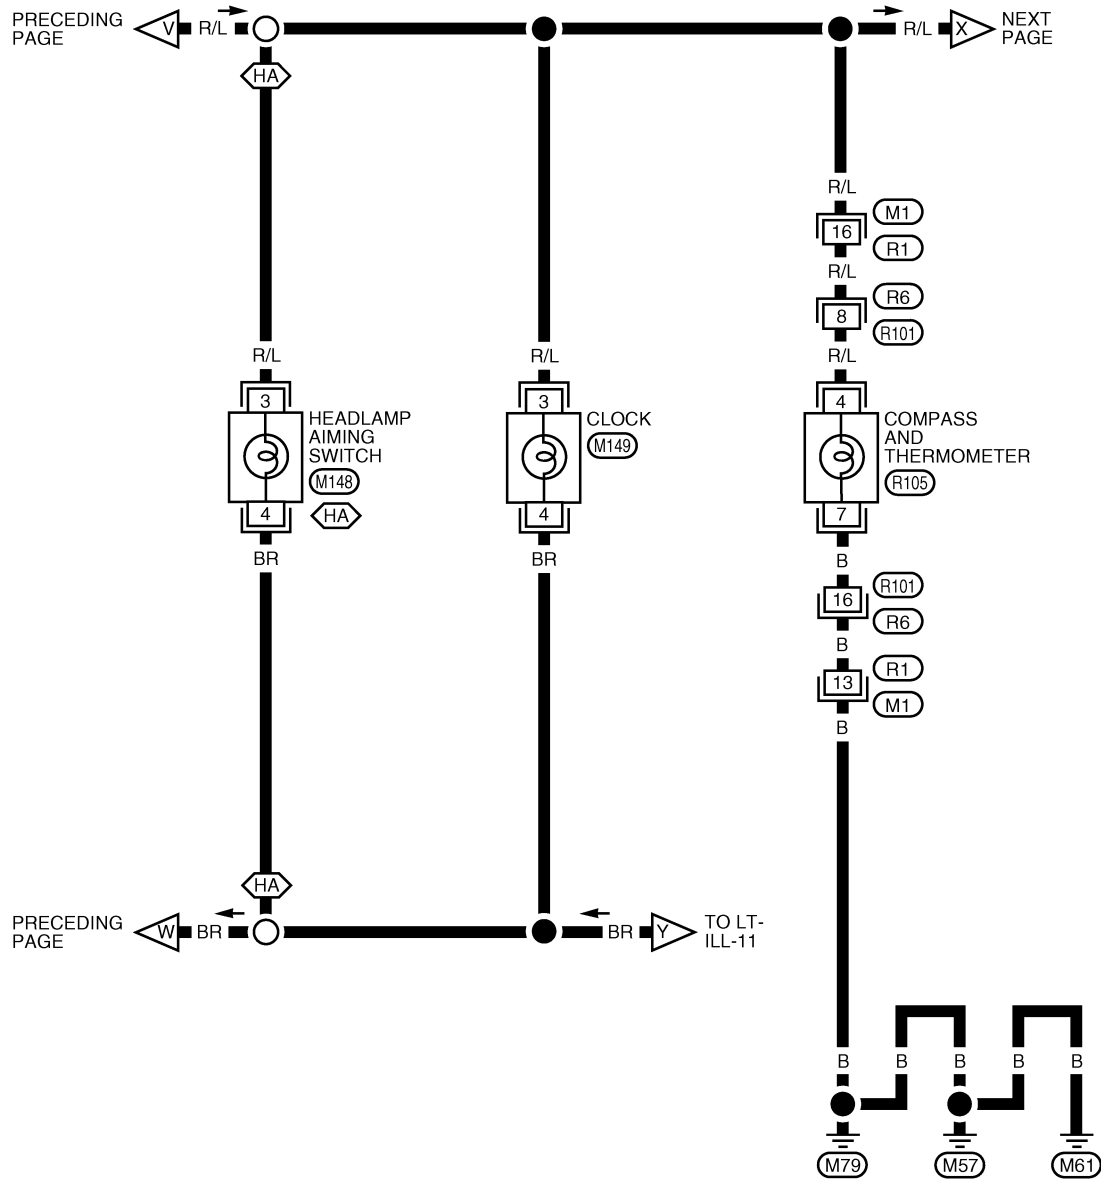 PRECEDING
PAGE
V
R/L
R/L
X
NEXT
PAGE
HA
R/L
16
M1
R1
R/L
8
R6
R101
R/L
R/L
R/L
3
HEADLAMP
AIMING
SWITCH
M148
4
HA
BR
3
CLOCK
M149
4
BR
4
COMPASS
AND
THERMOMETER
R105
7
B
16
R101
R6
B
13
R1
M1
B
HA
PRECEDING
PAGE
W
BR
BR
Y
TO LT-
ILL-11
B
B
B
B
B
M79
M57
M61